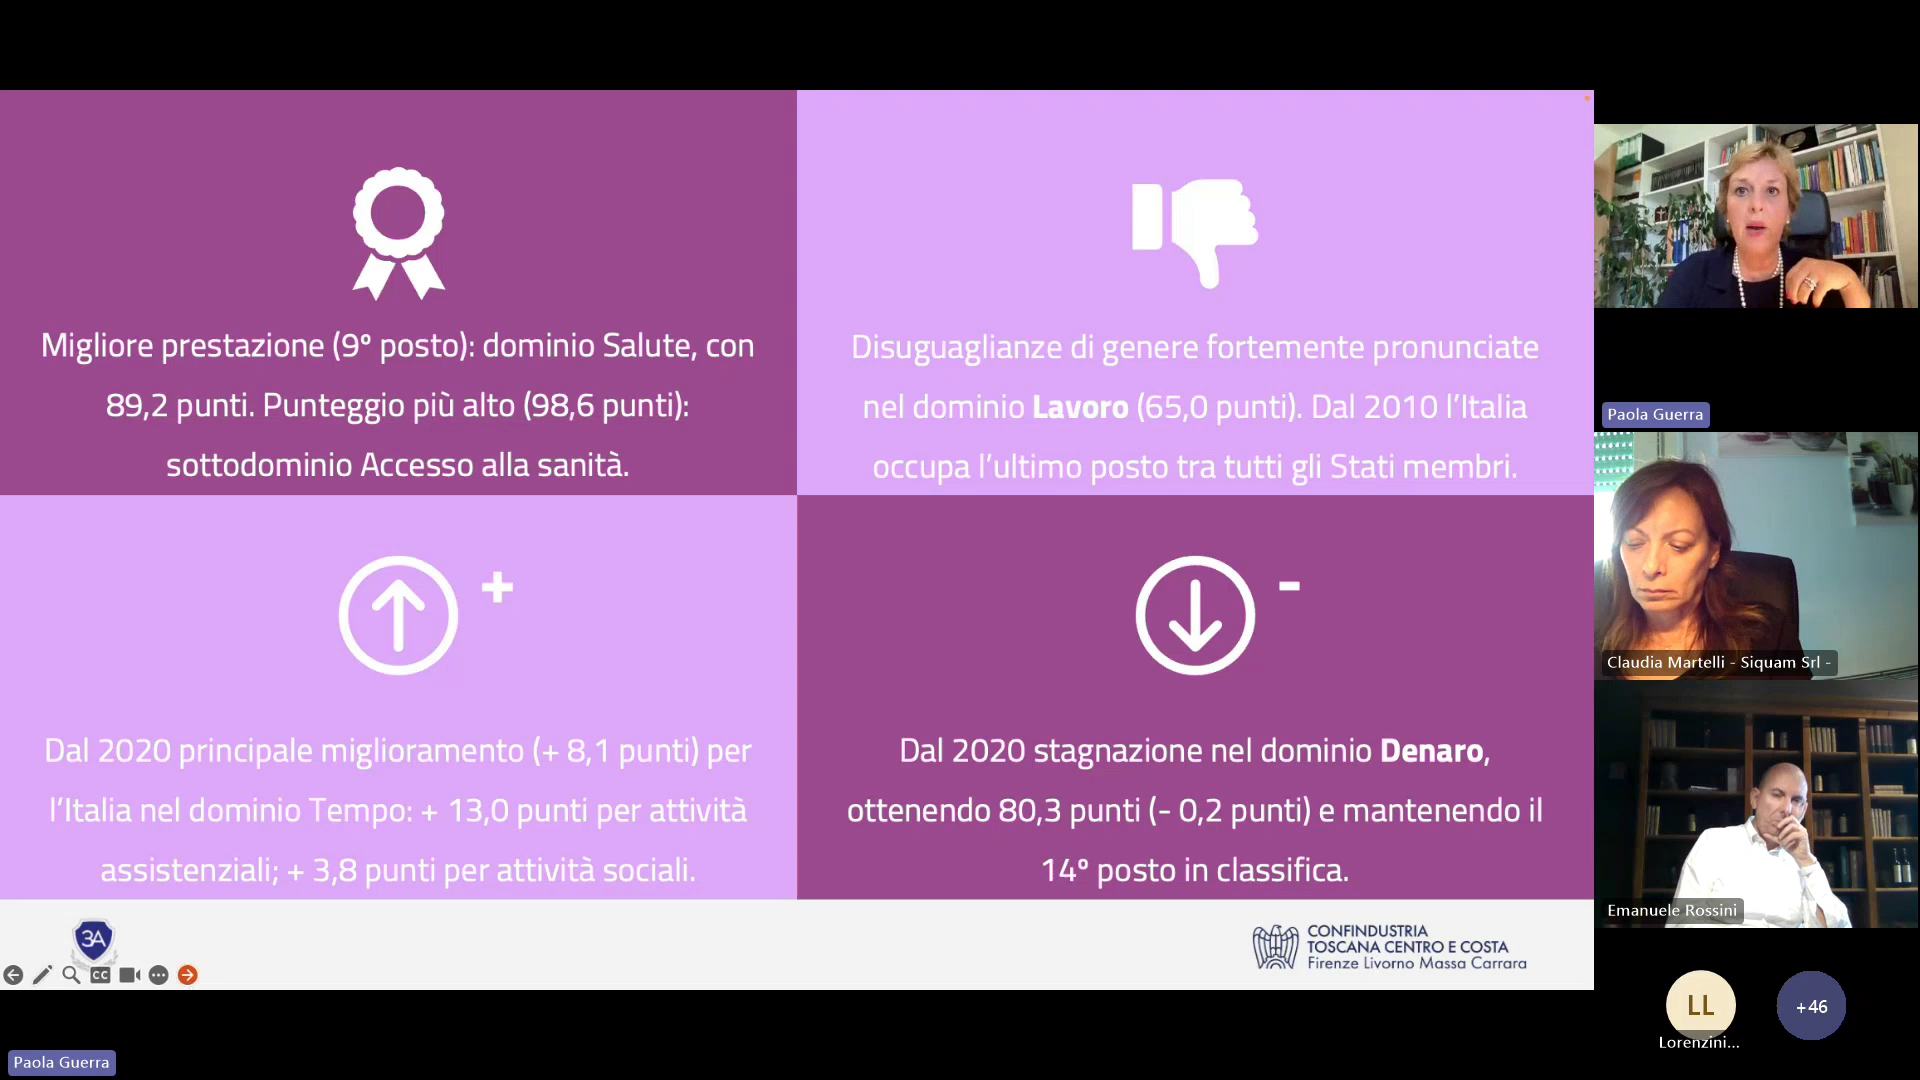 Migliore prestazione (9º posto): dominio Salute, con
89,2 punti. Punteggio più alto (98,6 punti):
sottodominio Accesso alla sanità.
Disuguaglianze di genere fortemente pronunciate
nel dominio Lavoro (65,0 punti). Dal 2010 l’Italia
occupa l’ultimo posto tra tutti gli Stati membri.
+
Dal 2020 principale miglioramento (+ 8,1 punti) per
l’Italia nel dominio Tempo: + 13,0 punti per attività
assistenziali; + 3,8 punti per attività sociali.
-
Dal 2020 stagnazione nel dominio Denaro,
ottenendo 80,3 punti (- 0,2 punti) e mantenendo il
14º posto in classifica.
3A
CC
CONFINDUSTRIA
TOSCANA CENTRO E COSTA
Firenze Livorno Massa Carrara
Paola Guerra
Paola Guerra
Claudia Martelli - Siquam Srl -
Emanuele Rossini
LL
Lorenzini...
+46